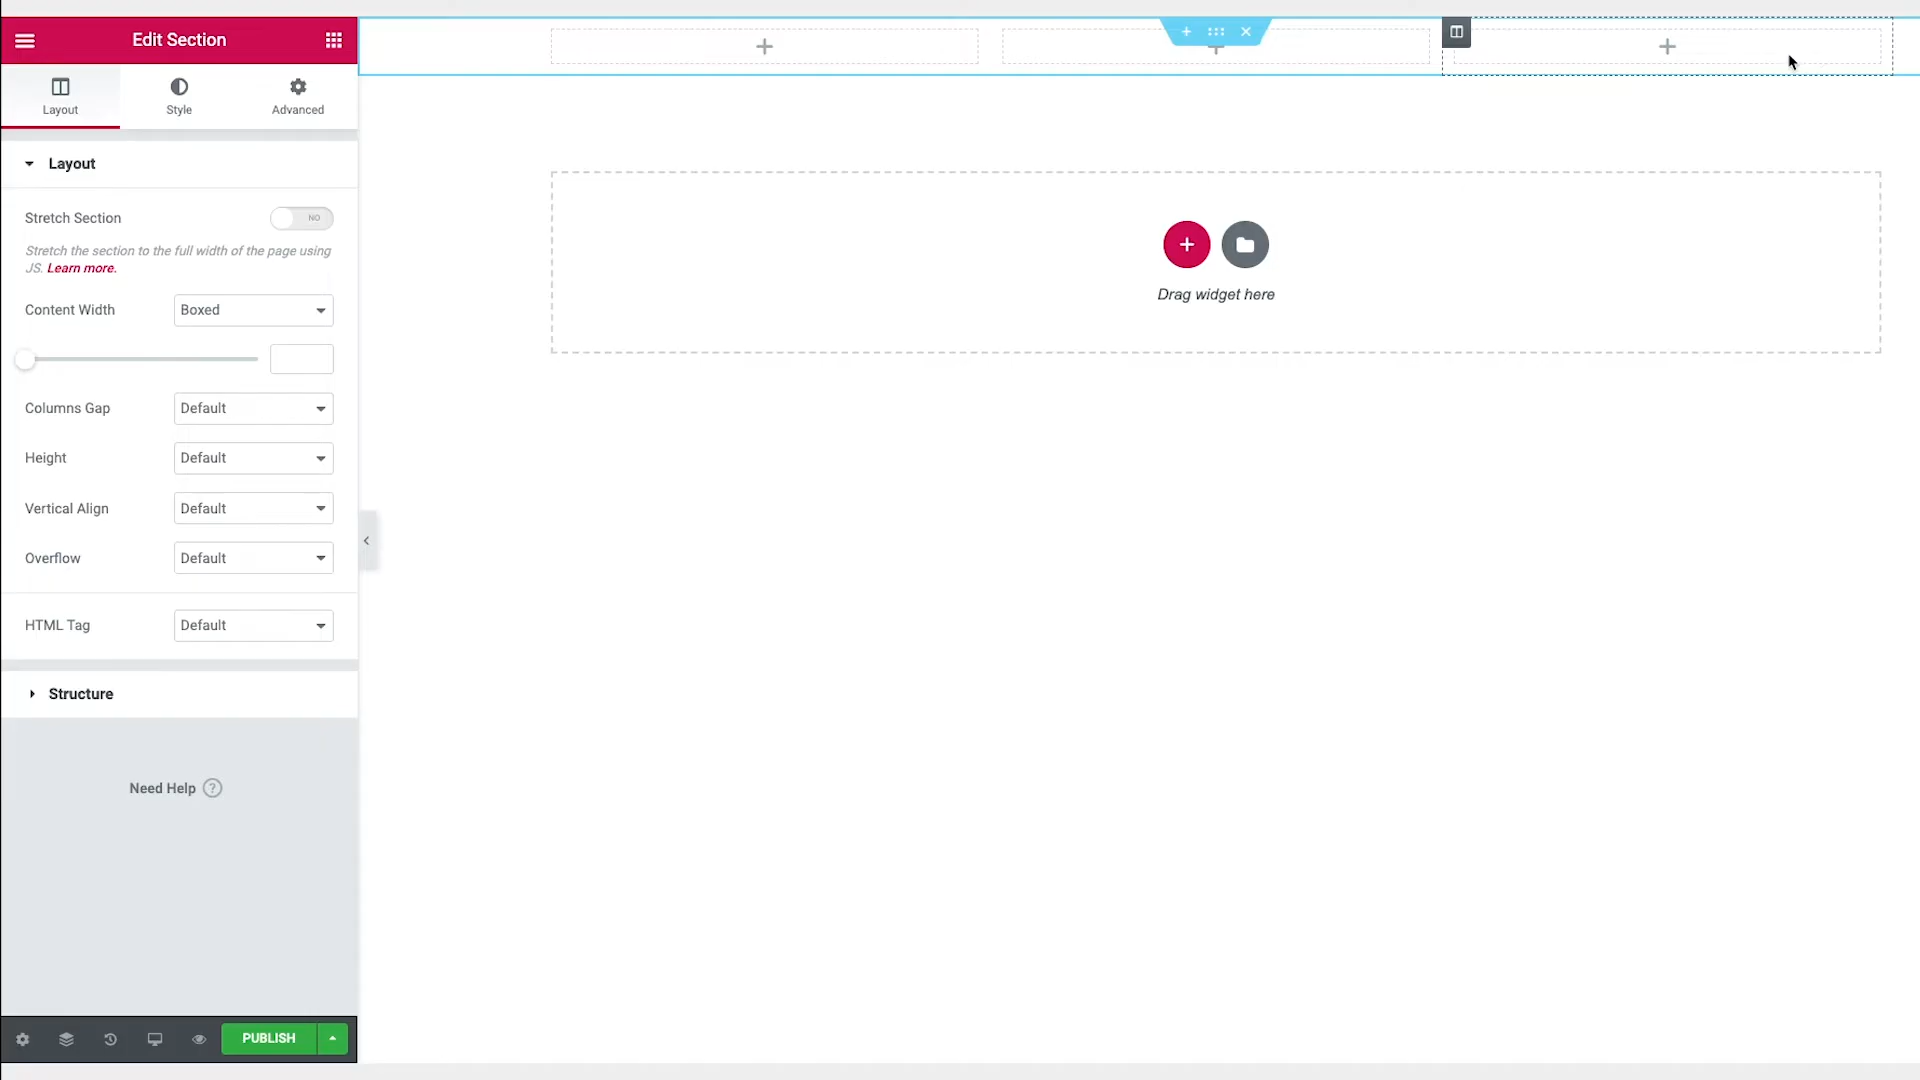 Edit Section
Layout
Style
Advanced
Layout
Stretch Section
NO
Stretch the section to the full width of the page using
JS. Learn more.
Content Width
Boxed
Columns Gap
Default
Height
Default
Vertical Align
Default
Overflow
Default
HTML Tag
Default
Structure
Need Help ?
PUBLISH
Drag widget here